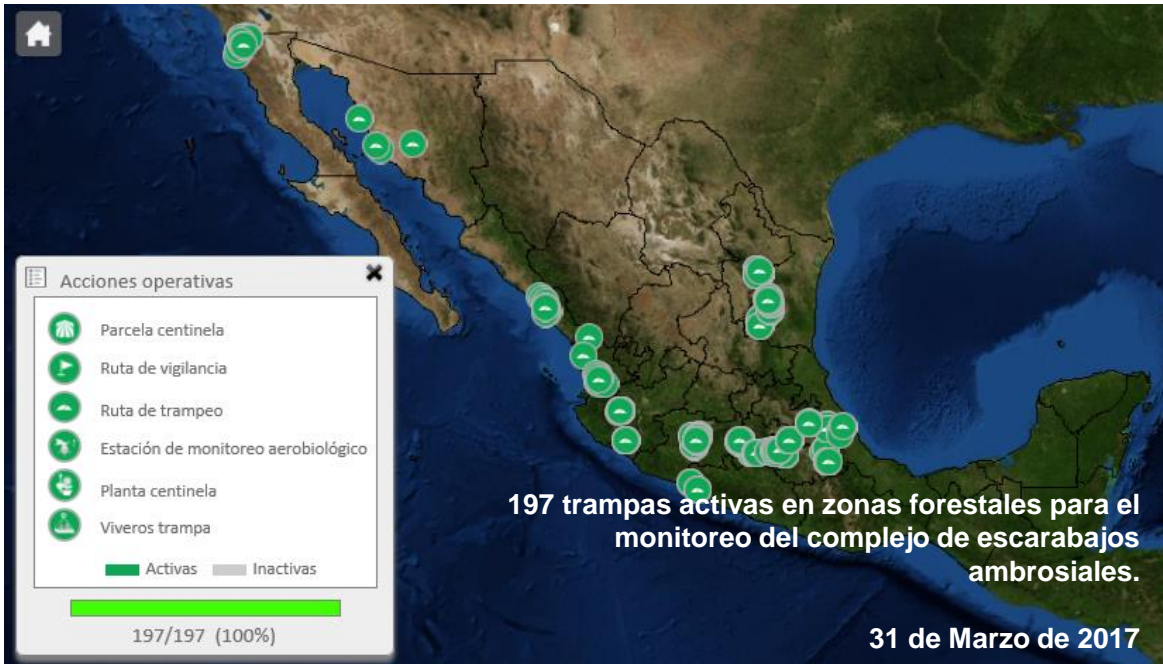 Acciones operativas
Parcela centinela
Ruta de vigilancia
Ruta de trampeo
Estación de monitoreo aerobiológico
Planta centinela
Viveros trampa
Activas Inactivas
197/197 (100%)
197 trampas activas en zonas forestales para el
monitoreo del complejo de escarabajos
ambrosiales.
31 de Marzo de 2017